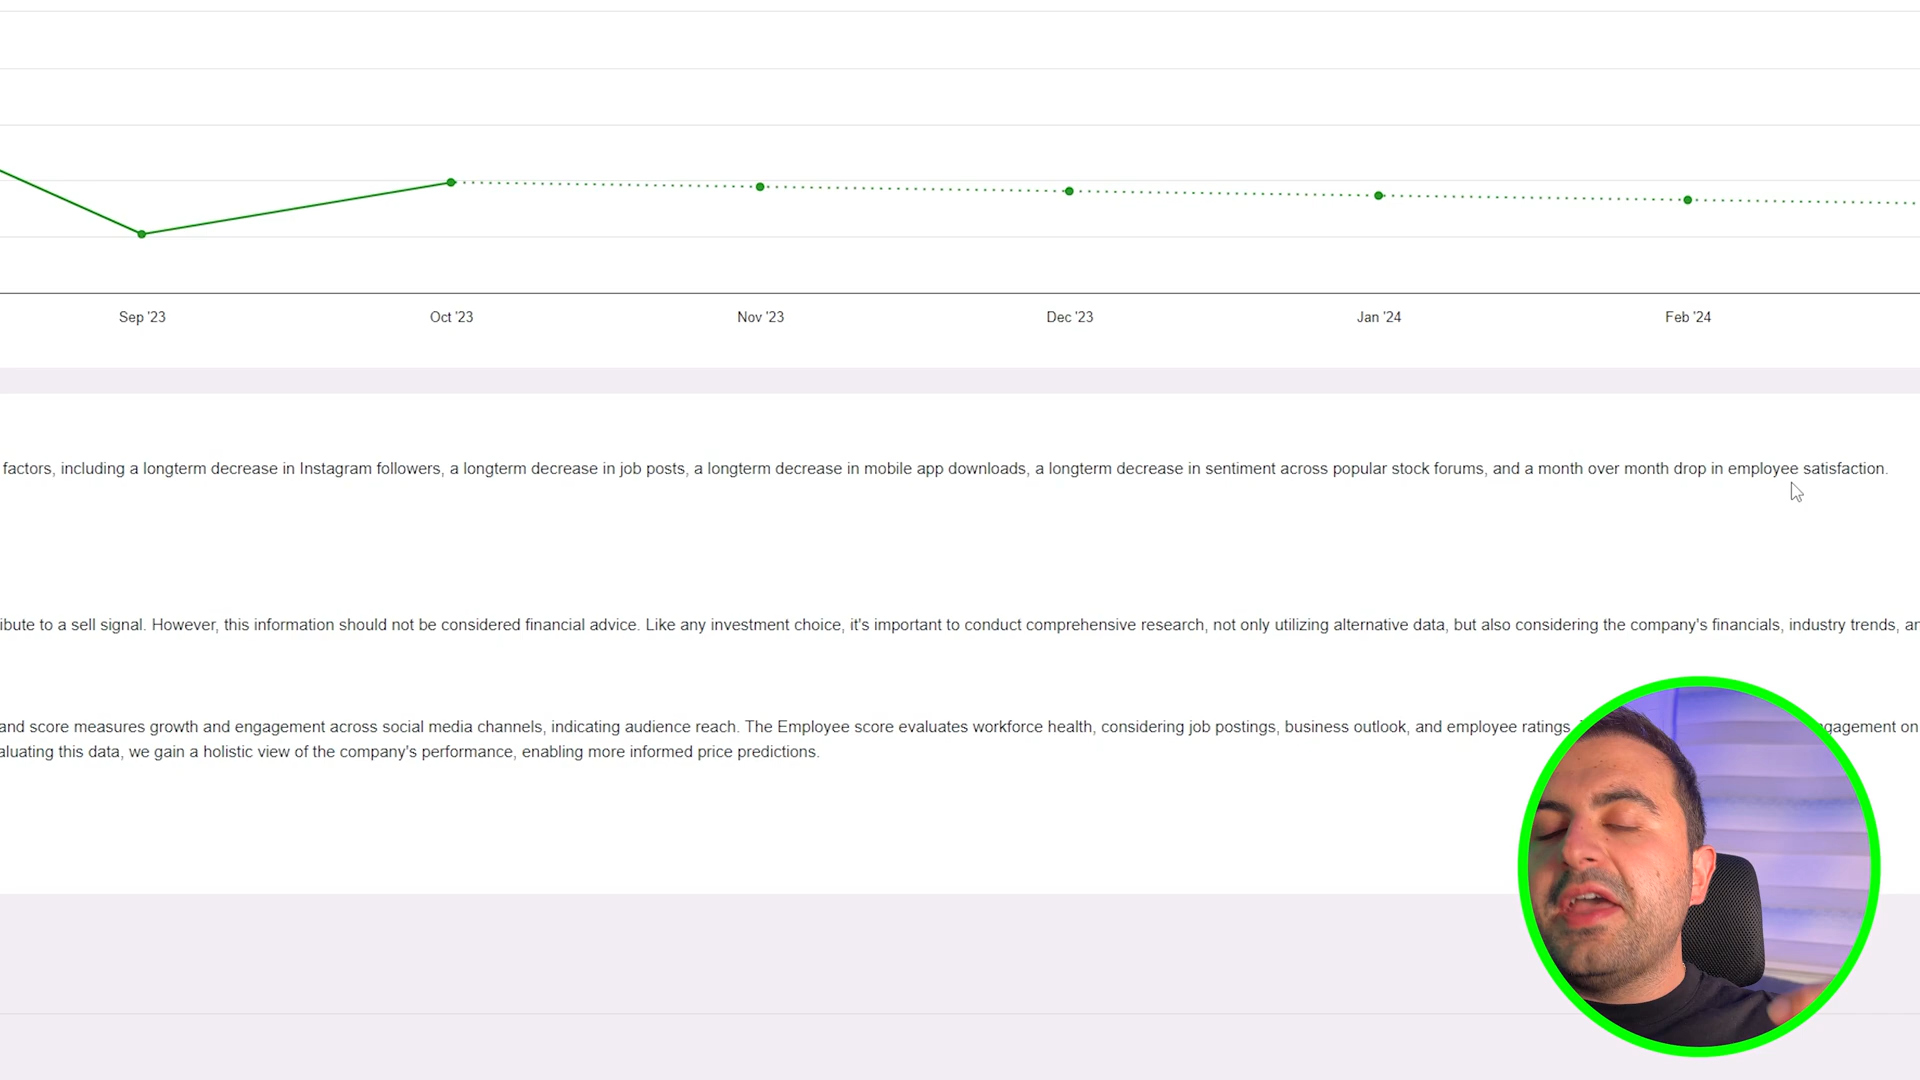 Sep '23 Oct '23 Nov '23 Dec '23 Jan '24 Feb '24
factors, including a longterm decrease in Instagram followers, a longterm decrease in job posts, a longterm decrease in mobile app downloads, a longterm decrease in sentiment across popular stock forums, and a month over month drop in employee satisfaction.
ibute to a sell signal. However, this information should not be considered financial advice. Like any investment choice, it's important to conduct comprehensive research, not only utilizing alternative data, but also considering the company's financials, industry trends,
and score measures growth and engagement across social media channels, indicating audience reach. The Employee score evaluates workforce health, considering job postings, business outlook, and employee ratings. gagement on
aluating this data, we gain a holistic view of the company's performance, enabling more informed price predictions.